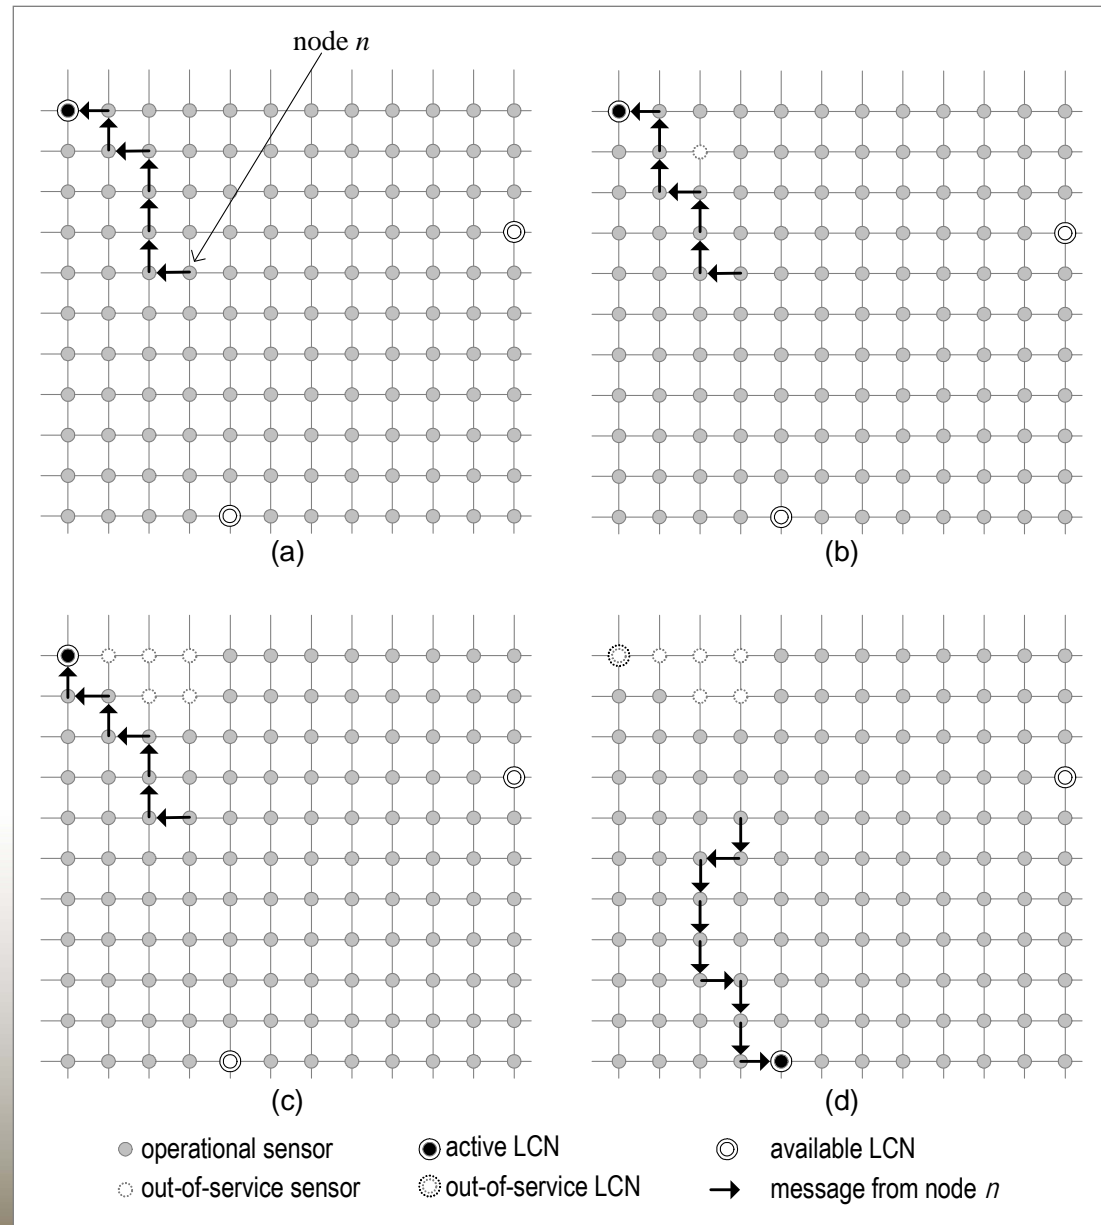 node n
(a)
(b)
(c)
(d)
operational sensor
active LCN
available LCN
out-of-service sensor
out-of-service LCN
message from node n